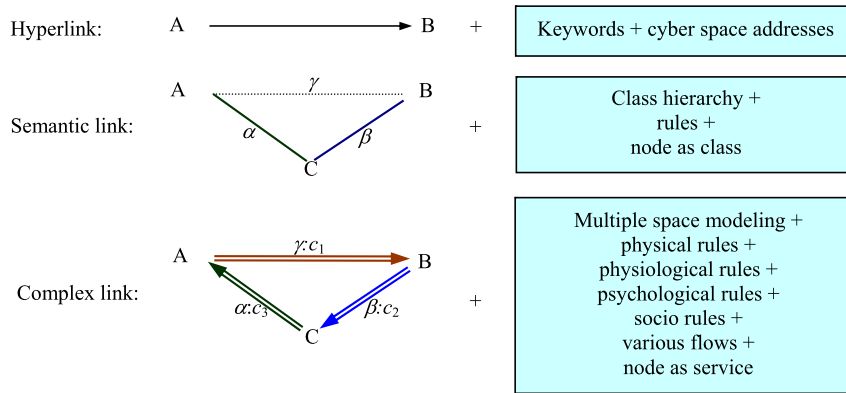 Hyperlink: A B + Keywords + cyber space addresses
A γ B
Semantic link: α β +
C
Class hierarchy +
rules +
node as class
A γ:c₁ B
Complex link: α:c₃ β:c₂ +
C
Multiple space modeling +
physical rules +
physiological rules +
psychological rules +
socio rules +
various flows +
node as service